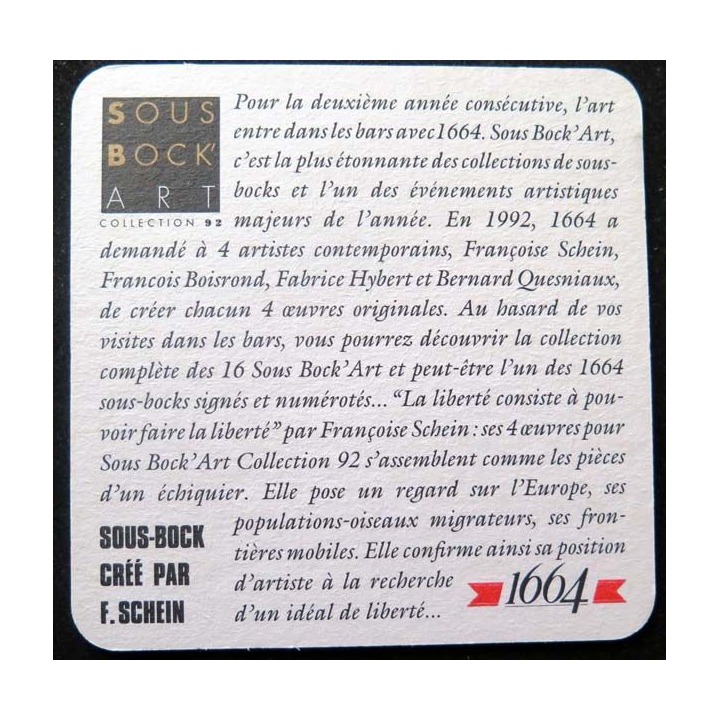 SOUS
BOCK'
ART
COLLECTION 92
Pour la deuxième année consécutive, l'art
entre dans les bars avec 1664. Sous Bock'Art,
c'est la plus étonnante des collections de sous-
bocks et l'un des événements artistiques
majeurs de l'année. En 1992, 1664 a
demandé à 4 artistes contemporains, Françoise Schein,
Francois Boisrond, Fabrice Hybert et Bernard Quesniaux,
de créer chacun 4 œuvres originales. Au hasard de vos
visites dans les bars, vous pourrez découvrir la collection
complète des 16 Sous Bock'Art et peut-être l'un des 1664
sous-bocks signés et numérotés... “La liberté consiste à pou-
voir faire la liberté” par Françoise Schein : ses 4 œuvres pour
Sous Bock'Art Collection 92 s'assemblent comme les pièces
d'un échiquier. Elle pose un regard sur l'Europe, ses
populations-oiseaux migrateurs, ses fron-
tières mobiles. Elle confirme ainsi sa position
d'artiste à la recherche
d'un idéal de liberté...
SOUS-BOCK
CRÉÉ PAR
F. SCHEIN
1664